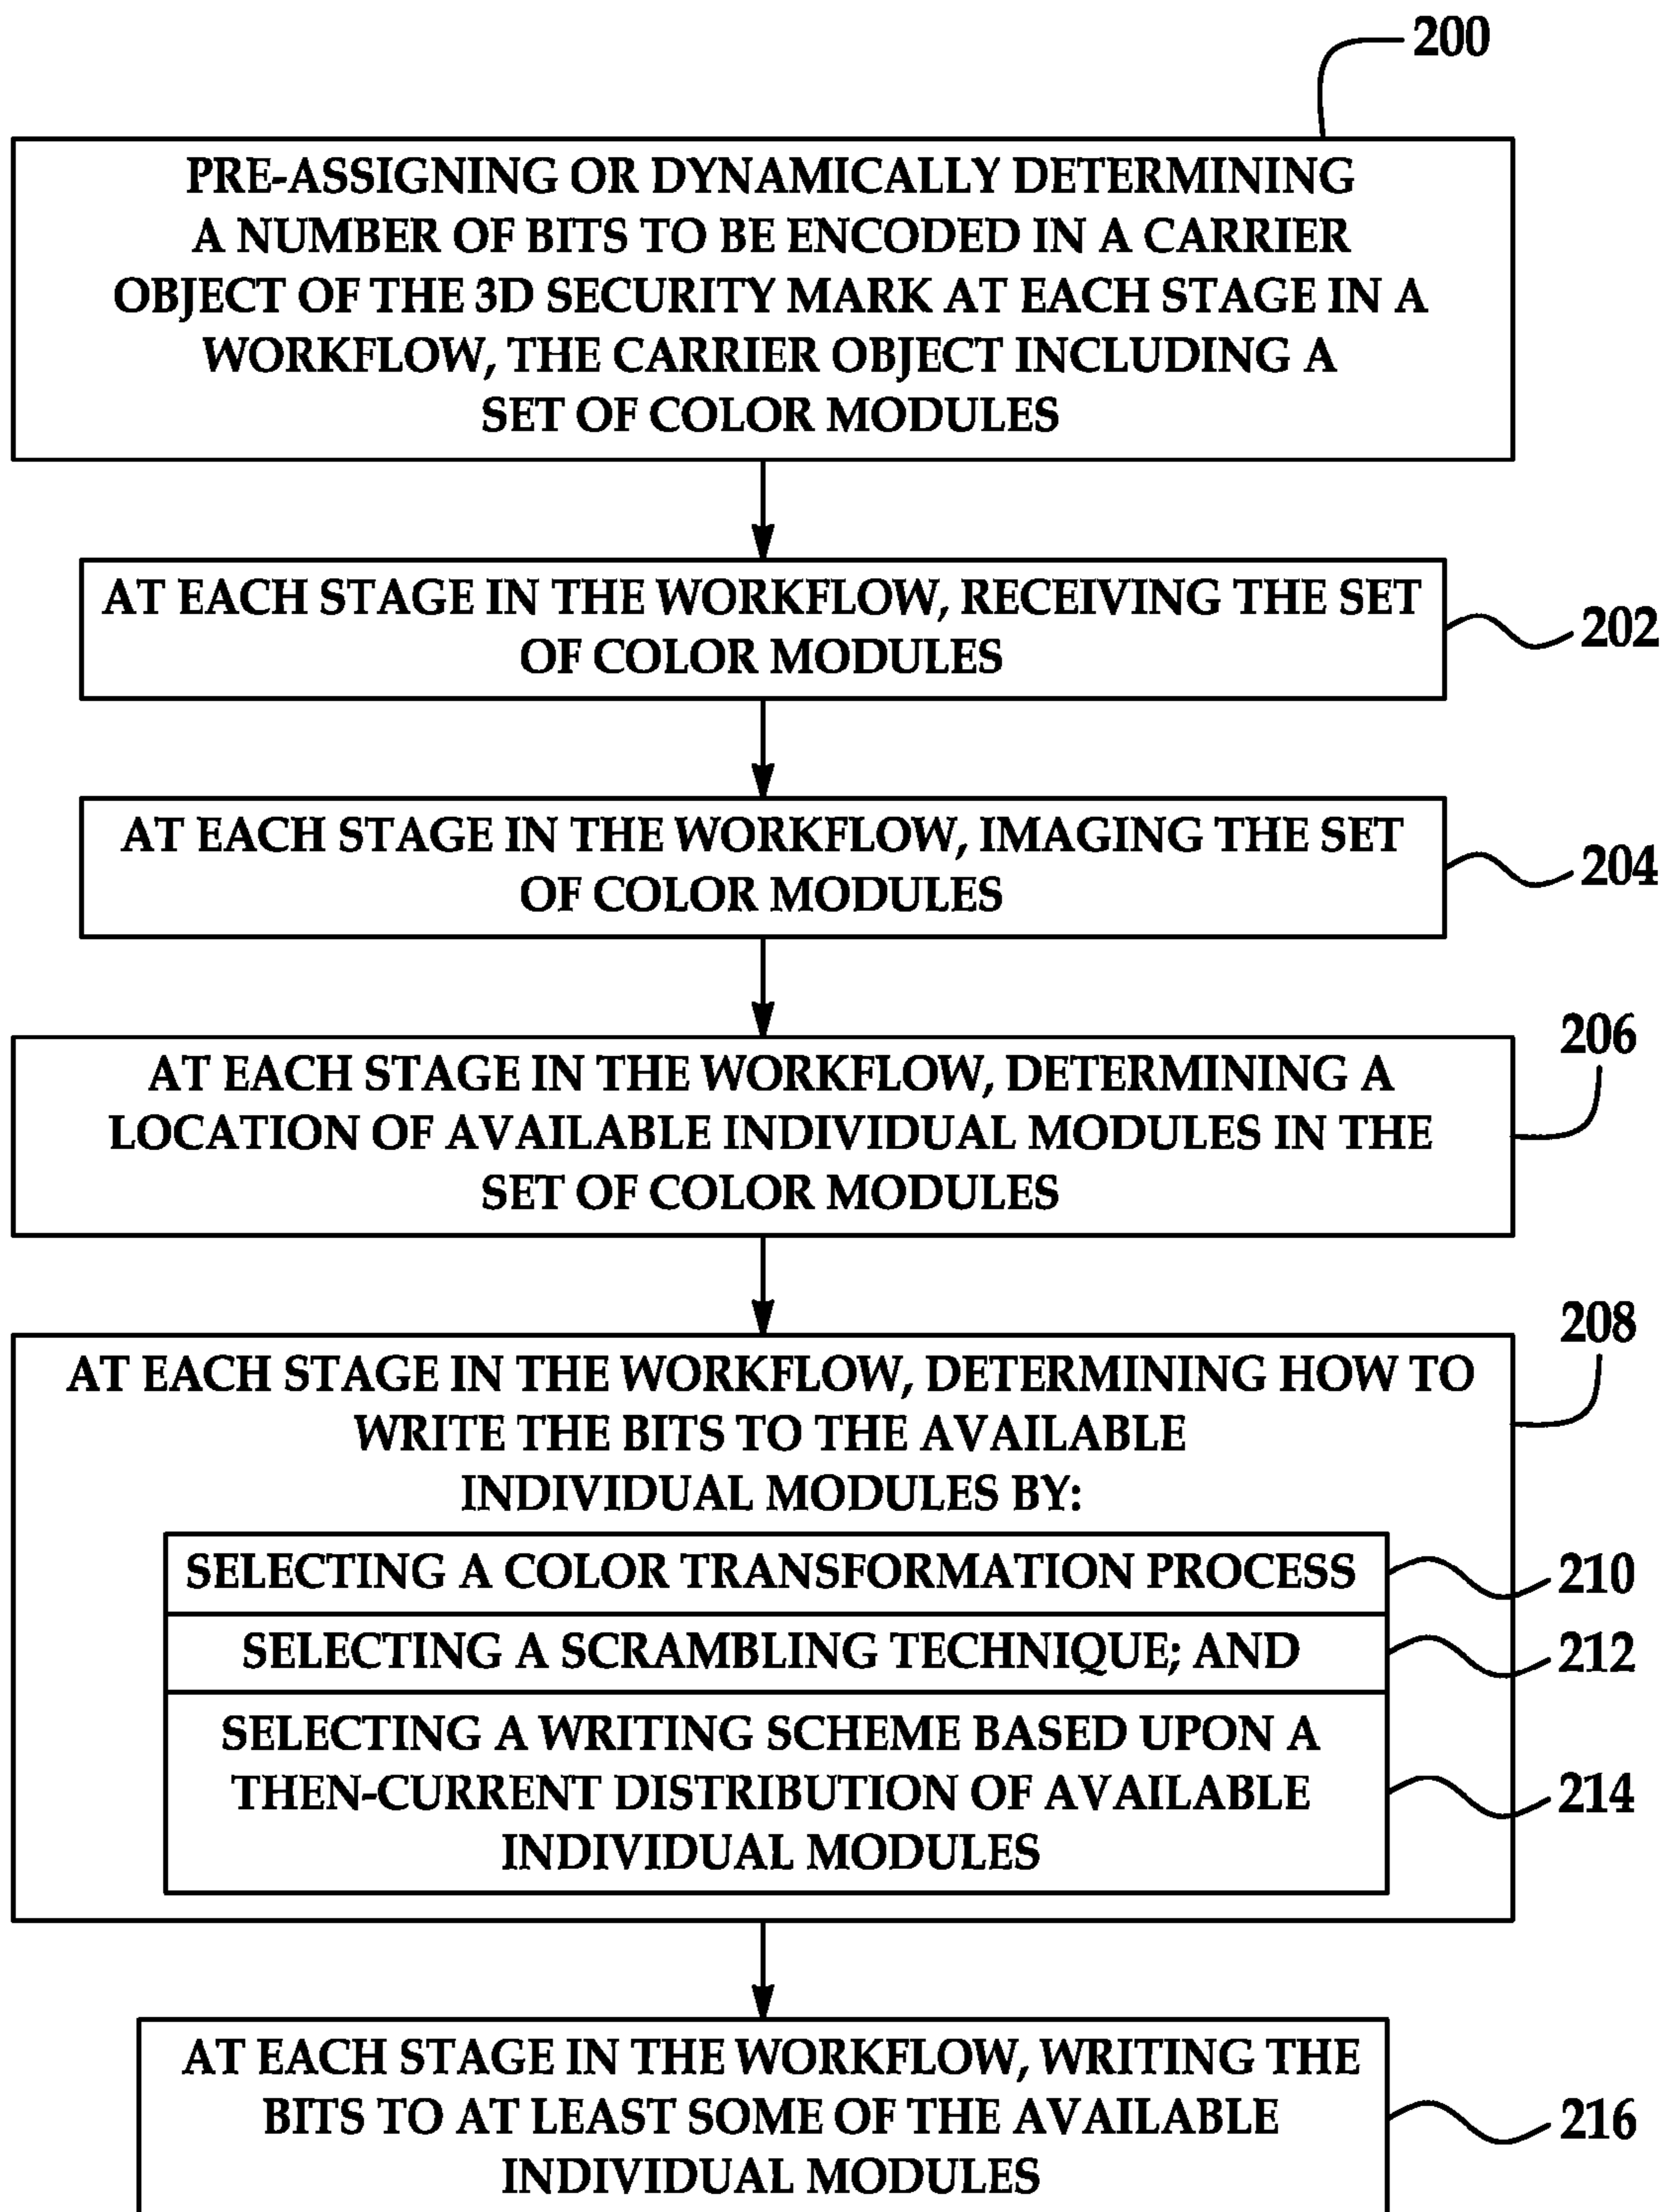 200
PRE-ASSIGNING OR DYNAMICALLY DETERMINING
A NUMBER OF BITS TO BE ENCODED IN A CARRIER
OBJECT OF THE 3D SECURITY MARK AT EACH STAGE IN A
WORKFLOW, THE CARRIER OBJECT INCLUDING A
SET OF COLOR MODULES
AT EACH STAGE IN THE WORKFLOW, RECEIVING THE SET
OF COLOR MODULES
202
AT EACH STAGE IN THE WORKFLOW, IMAGING THE SET
OF COLOR MODULES
204
206
AT EACH STAGE IN THE WORKFLOW, DETERMINING A
LOCATION OF AVAILABLE INDIVIDUAL MODULES IN THE
SET OF COLOR MODULES
208
AT EACH STAGE IN THE WORKFLOW, DETERMINING HOW TO
WRITE THE BITS TO THE AVAILABLE
INDIVIDUAL MODULES BY:
SELECTING A COLOR TRANSFORMATION PROCESS
210
SELECTING A SCRAMBLING TECHNIQUE; AND
212
SELECTING A WRITING SCHEME BASED UPON A
THEN-CURRENT DISTRIBUTION OF AVAILABLE
INDIVIDUAL MODULES
214
AT EACH STAGE IN THE WORKFLOW, WRITING THE
BITS TO AT LEAST SOME OF THE AVAILABLE
INDIVIDUAL MODULES
216